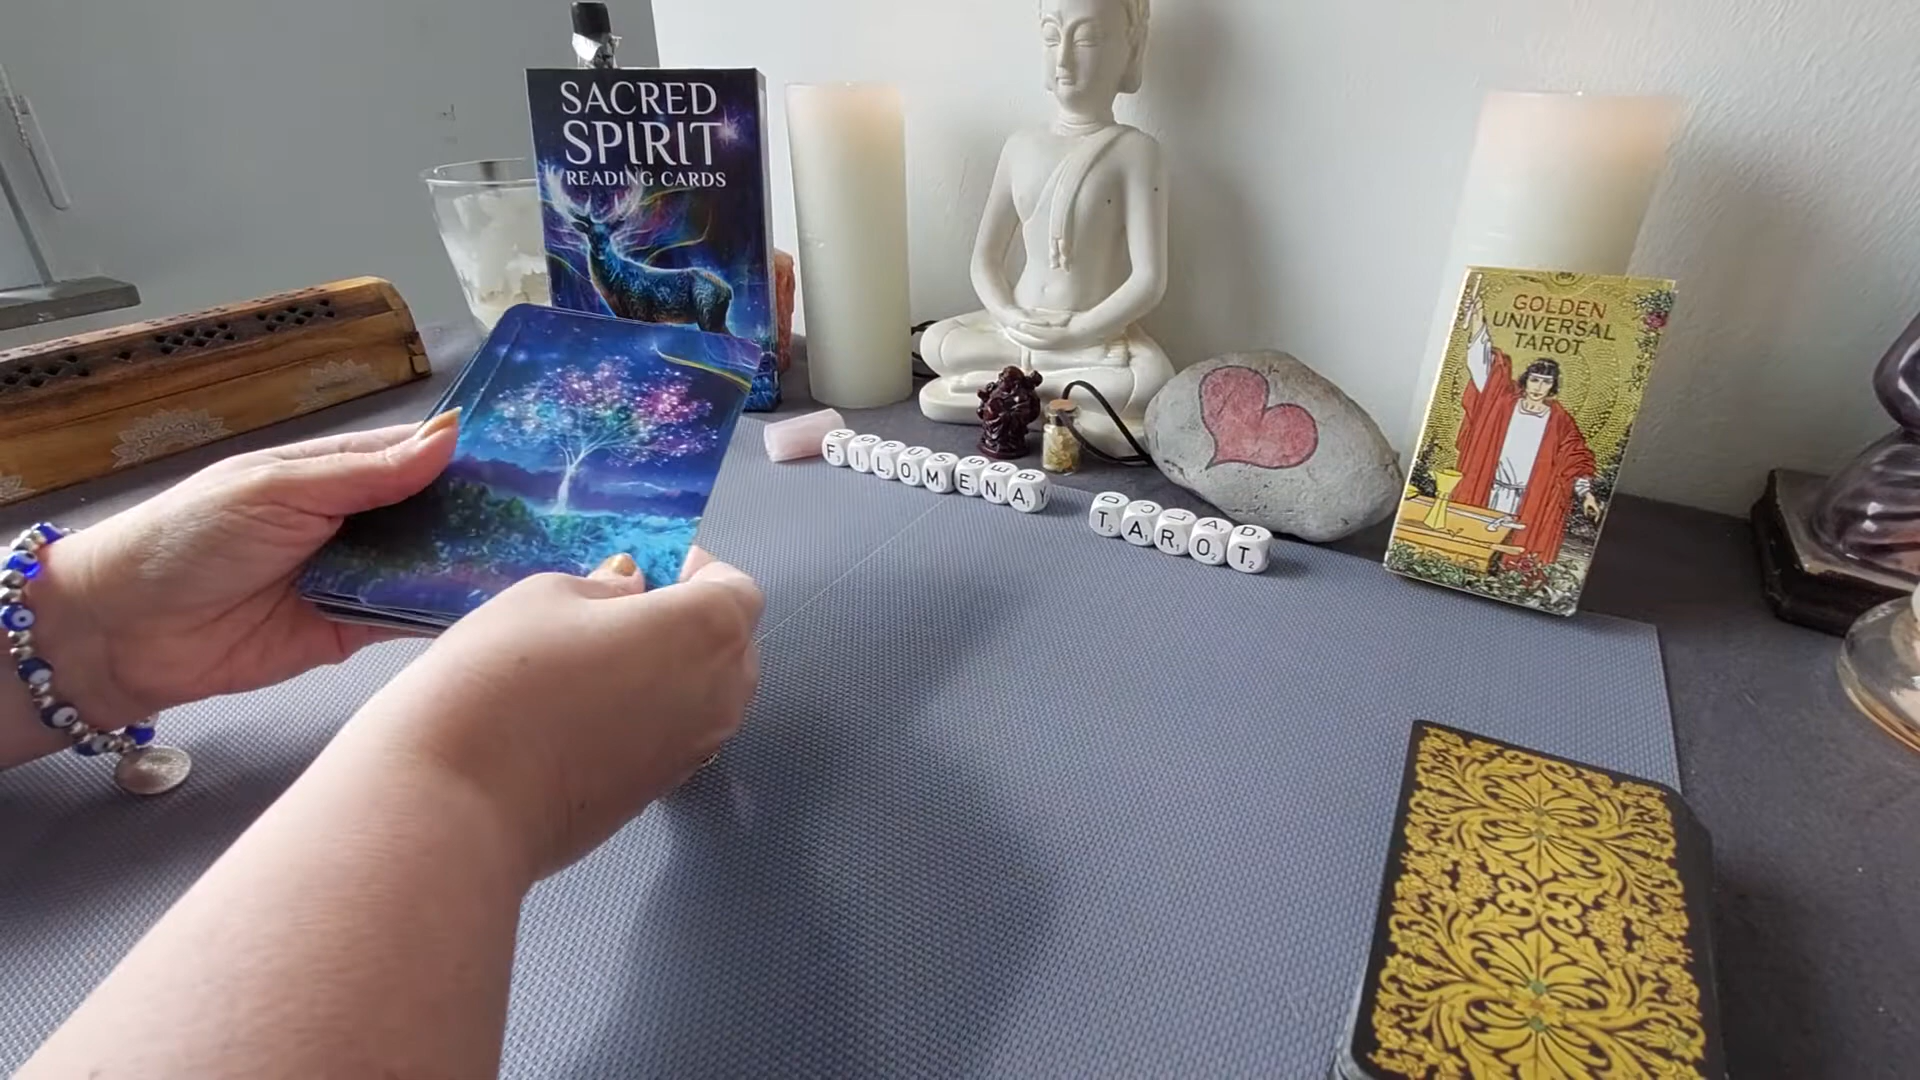 SACRED
SPIRIT
READING CARDS
GOLDEN
UNIVERSAL
TAROT
FILOMENA
TAROT